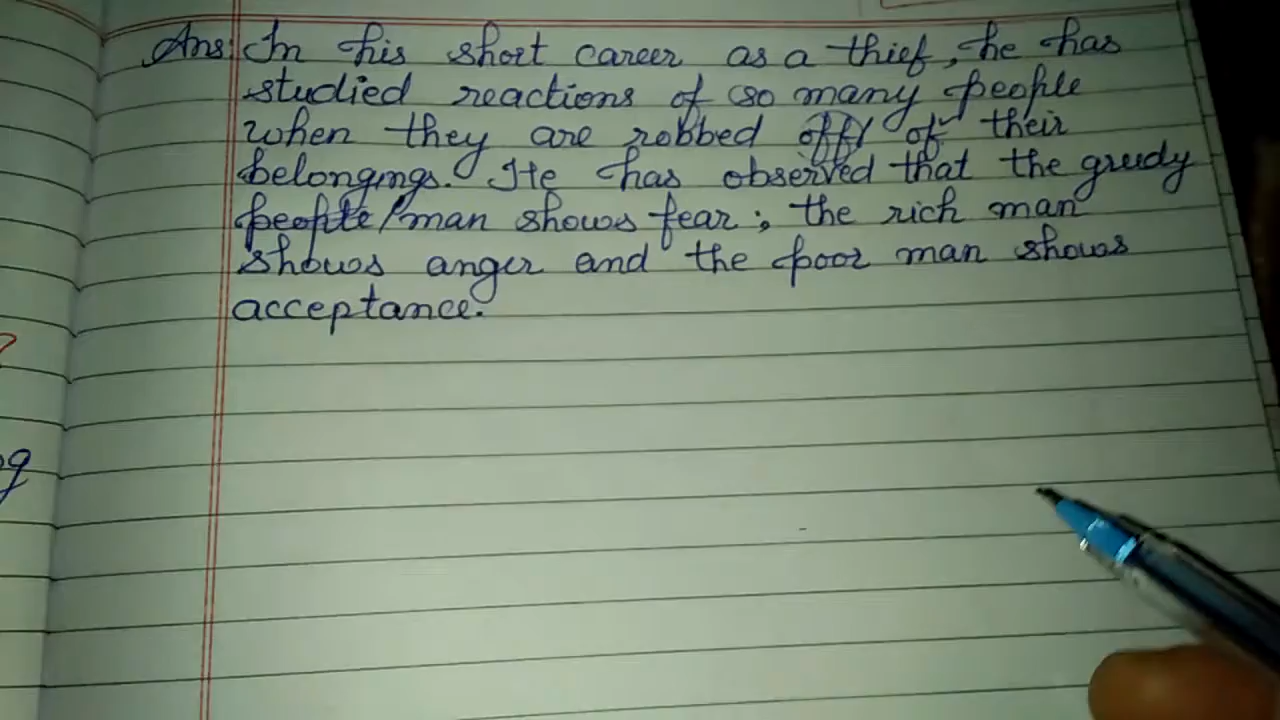 Ans: In his short career as a thief, he has
studied reactions of so many people
when they are robbed off/ of their
belongings. He has observed that the greedy
people/man shows fear; the rich man
shows anger and the poor man shows
acceptance.
?